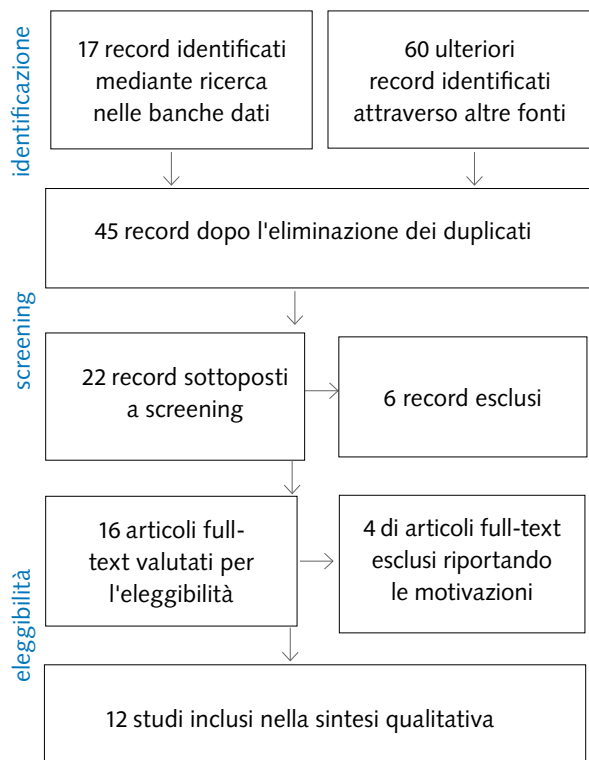 identificazione
17 record identificati
mediante ricerca
nelle banche dati
60 ulteriori
record identificati
attraverso altre fonti
45 record dopo l'eliminazione dei duplicati
screening
22 record sottoposti
a screening
6 record esclusi
eleggibilità
16 articoli full-
text valutati per
l'eleggibilità
4 di articoli full-text
esclusi riportando
le motivazioni
12 studi inclusi nella sintesi qualitativa